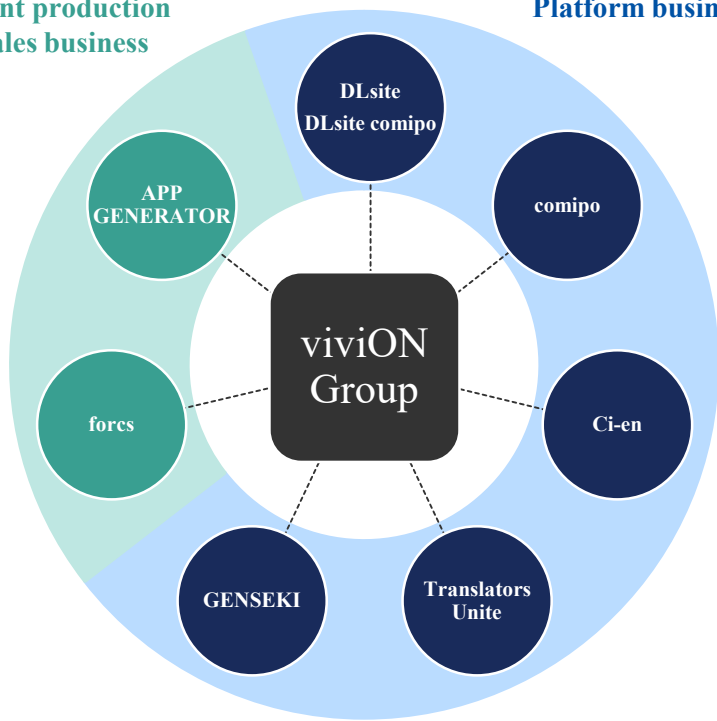 nt production
ales business
Platform busin
DLsite
DLsite comipo
APP
GENERATOR
comipo
viviON
Group
forcs
Ci-en
GENSEKI
Translators
Unite